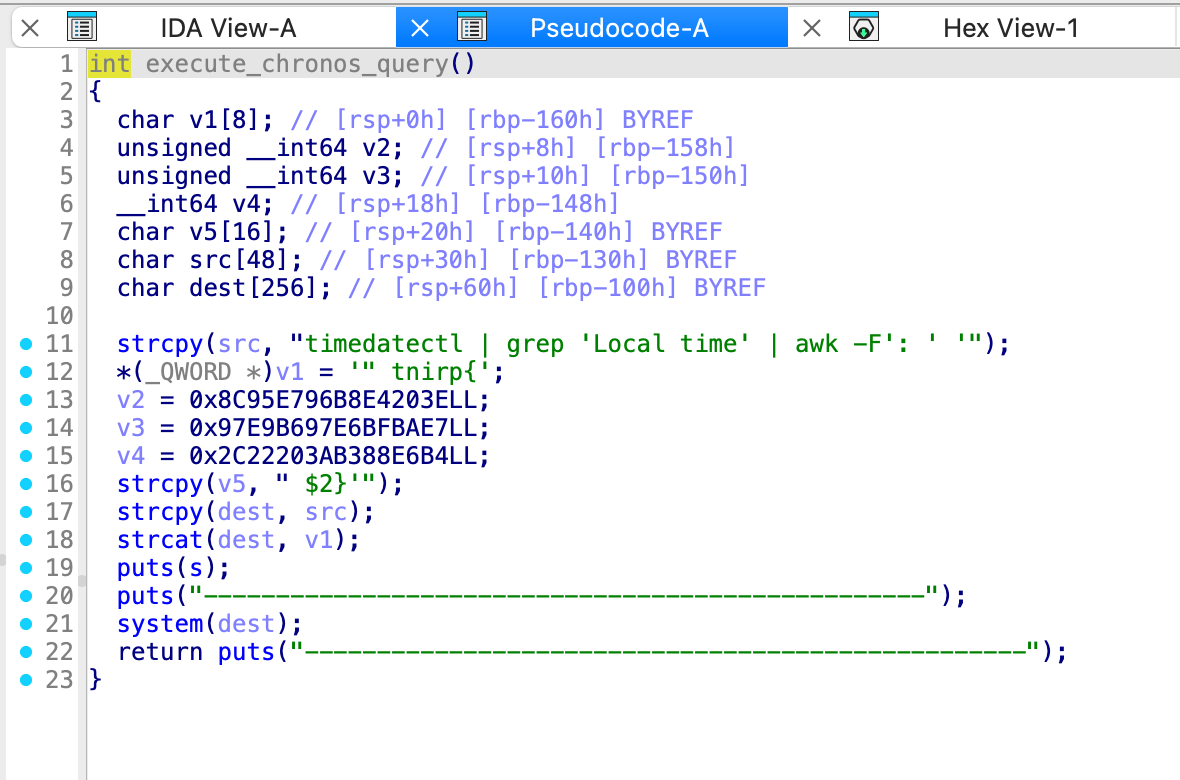 IDA View-A Pseudocode-A Hex View-1
1 int execute_chronos_query()
2 {
3 char v1[8]; // [rsp+0h] [rbp-160h] BYREF
4 unsigned __int64 v2; // [rsp+8h] [rbp-158h]
5 unsigned __int64 v3; // [rsp+10h] [rbp-150h]
6 __int64 v4; // [rsp+18h] [rbp-148h]
7 char v5[16]; // [rsp+20h] [rbp-140h] BYREF
8 char src[48]; // [rsp+30h] [rbp-130h] BYREF
9 char dest[256]; // [rsp+60h] [rbp-100h] BYREF
10
11 strcpy(src, "timedatectl | grep 'Local time' | awk -F': ' '");
12 *(_QWORD *)v1 = '" tnirp{';
13 v2 = 0x8C95E796B8E4203ELL;
14 v3 = 0x97E9B697E6BFBAE7LL;
15 v4 = 0x2C22203AB388E6B4LL;
16 strcpy(v5, " $2}'");
17 strcpy(dest, src);
18 strcat(dest, v1);
19 puts(s);
20 puts("--------------------------------------------------");
21 system(dest);
22 return puts("--------------------------------------------------");
23 }